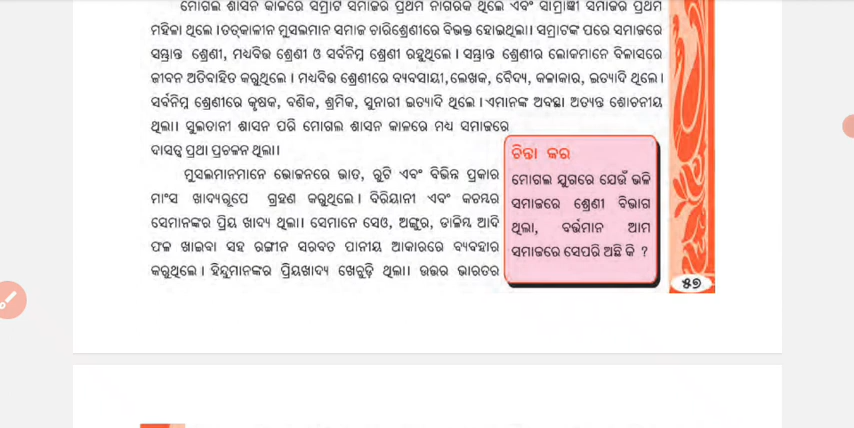 ମୋଗଲ ଶାସନ କାଳରେ ସମ୍ରାଟ ସମାଜର ପ୍ରଥମ ନାଗରିକ ଥିଲେ ଏବଂ ସାମ୍ରାଜ୍ଞୀ ସମାଜର ପ୍ରଥମ
ମହିଳା ଥିଲେ ।ତତ୍‌କାଳୀନ ମୁସଲମାନ ସମାଜ ଚାରିଶ୍ରେଣୀରେ ବିଭକ୍ତ ହୋଇଥିଲା। ସମ୍ରାଟଙ୍କ ପରେ ସମାଜରେ
ସମ୍ଭ୍ରାନ୍ତ ଶ୍ରେଣୀ, ମଧ୍ୟବିତ୍ତ ଶ୍ରେଣୀ ଓ ସର୍ବନିମ୍ନ ଶ୍ରେଣୀ ରହୁଥିଲେ। ସମ୍ଭ୍ରାନ୍ତ ଶ୍ରେଣୀର ଲୋକମାନେ ବିଳାସରେ
ଜୀବନ ଅତିବାହିତ କରୁଥିଲେ । ମଧ୍ୟବିତ୍ତ ଶ୍ରେଣୀରେ ବ୍ୟବସାୟୀ, ଲେଖକ, ବୈଦ୍ୟ, କଳାକାର, ଇତ୍ୟାଦି ଥିଲେ ।
ସର୍ବନିମ୍ନ ଶ୍ରେଣୀରେ କୃଷକ, ବଣିକ, ଶ୍ରମିକ, ସୁନାରୀ ଇତ୍ୟାଦି ଥିଲେ ।ଏମାନଙ୍କ ଅବସ୍ଥା ଅତ୍ୟନ୍ତ ଶୋଚନୀୟ
ଥିଲା। ସୁଲତାନୀ ଶାସନ ପରି ମୋଗଲ ଶାସନ କାଳରେ ମଧ୍ୟ ସମାଜରେ
ଦାସତ୍ୱ ପ୍ରଥା ପ୍ରଚଳନ ଥିଲା।
ମୁସଲମାନମାନେ ଭୋଜନରେ ଭାତ, ରୁଟି ଏବଂ ବିଭିନ୍ନ ପ୍ରକାର
ମାଂସ ଖାଦ୍ୟରୂପେ ଗ୍ରହଣ କରୁଥିଲେ । ବିରିୟାନୀ ଏବଂ କଚମ୍ୱର
ସେମାନଙ୍କର ପ୍ରିୟ ଖାଦ୍ୟ ଥିଲା। ସେମାନେ ସେଓ, ଅଙ୍ଗୁର, ଡାଳିମ୍ବ ଆଦି
ଫଳ ଖାଇବା ସହ ରଙ୍ଗୀନ ସରବତ ପାନୀୟ ଆକାରରେ ବ୍ୟବହାର
କରୁଥିଲେ । ହିନ୍ଦୁମାନଙ୍କର ପ୍ରିୟଖାଦ୍ୟ ଖେଚୁଡ଼ି ଥିଲା। ଉତ୍ତର ଭାରତର
ଚିନ୍ତା କର
ମୋଗଲ ଯୁଗରେ ଯେଉଁ ଭଳି
ସମାଜରେ ଶ୍ରେଣୀ ବିଭାଗ
ଥିଲା, ବର୍ତ୍ତମାନ ଆମ
ସମାଜରେ ସେପରି ଅଛି କି ?
୫୭